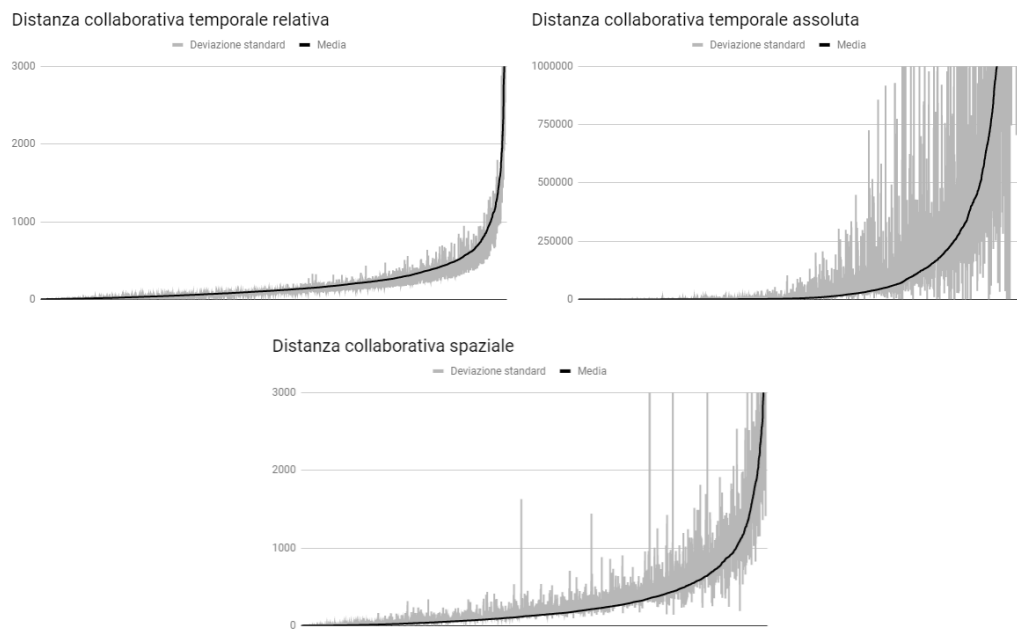 Distanza collaborativa temporale relativa
Deviazione standard Media
3000
2000
1000
0
Distanza collaborativa temporale assoluta
Deviazione standard Media
1000000
750000
500000
250000
0
Distanza collaborativa spaziale
Deviazione standard Media
3000
2000
1000
0